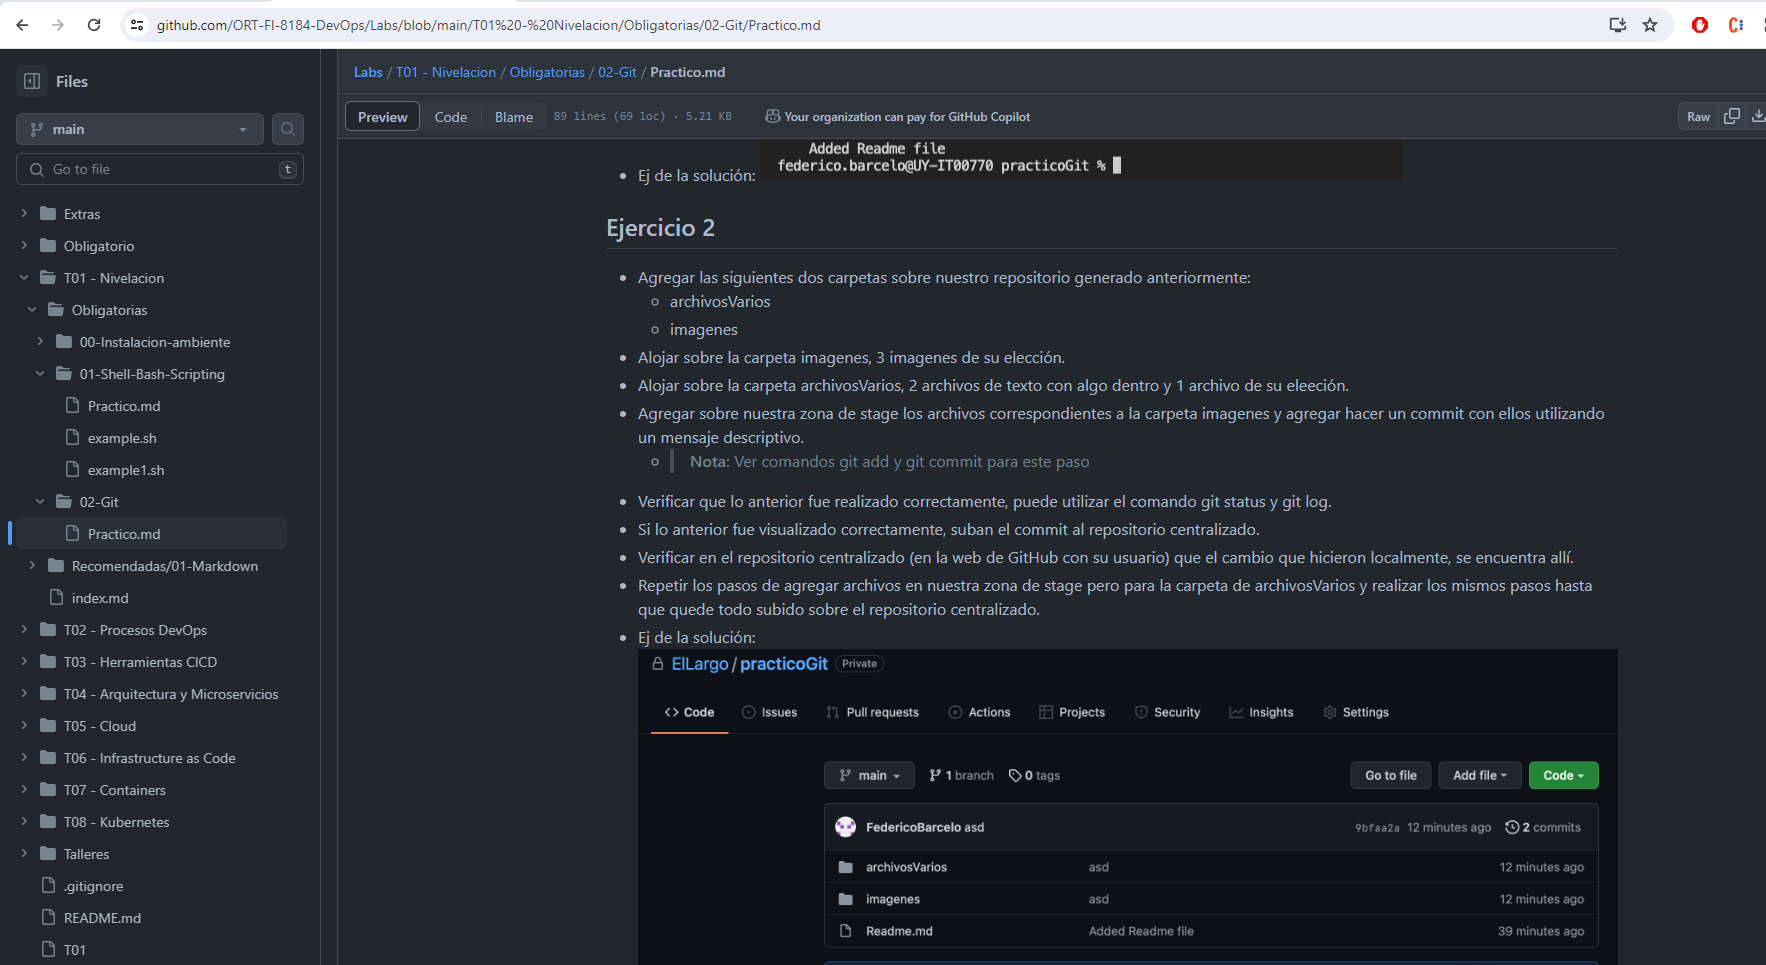 github.com/ORT-FI-8184-DevOps/Labs/blob/main/T01%20-%20Nivelacion/Obligatorias/02-Git/Practico.md
Files
main
Go to file
t
Extras
Obligatorio
T01 - Nivelacion
Obligatorias
00-Instalacion-ambiente
01-Shell-Bash-Scripting
Practico.md
example.sh
example1.sh
02-Git
Practico.md
Recomendadas/01-Markdown
index.md
T02 - Procesos DevOps
T03 - Herramientas CICD
T04 - Arquitectura y Microservicios
T05 - Cloud
T06 - Infrastructure as Code
T07 - Containers
T08 - Kubernetes
Talleres
.gitignore
README.md
T01
Labs / T01 - Nivelacion / Obligatorias / 02-Git / Practico.md
Preview Code Blame 89 lines (69 loc) · 5.21 KB Your organization can pay for GitHub Copilot Raw
Added Readme file
federico.barcelo@UY-IT00770 practicoGit %
Ej de la solución:
Ejercicio 2
Agregar las siguientes dos carpetas sobre nuestro repositorio generado anteriormente:
archivosVarios
imagenes
Alojar sobre la carpeta imagenes, 3 imagenes de su elección.
Alojar sobre la carpeta archivosVarios, 2 archivos de texto con algo dentro y 1 archivo de su eleeción.
Agregar sobre nuestra zona de stage los archivos correspondientes a la carpeta imagenes y agregar hacer un commit con ellos utilizando
un mensaje descriptivo.
Nota: Ver comandos git add y git commit para este paso
Verificar que lo anterior fue realizado correctamente, puede utilizar el comando git status y git log.
Si lo anterior fue visualizado correctamente, suban el commit al repositorio centralizado.
Verificar en el repositorio centralizado (en la web de GitHub con su usuario) que el cambio que hicieron localmente, se encuentra allí.
Repetir los pasos de agregar archivos en nuestra zona de stage pero para la carpeta de archivosVarios y realizar los mismos pasos hasta
que quede todo subido sobre el repositorio centralizado.
Ej de la solución:
ElLargo / practicoGit Private
Code Issues Pull requests Actions Projects Security Insights Settings
main 1 branch 0 tags Go to file Add file Code
FedericoBarcelo asd 9bfaa2a 12 minutes ago 2 commits
archivosVarios asd 12 minutes ago
imagenes asd 12 minutes ago
Readme.md Added Readme file 39 minutes ago